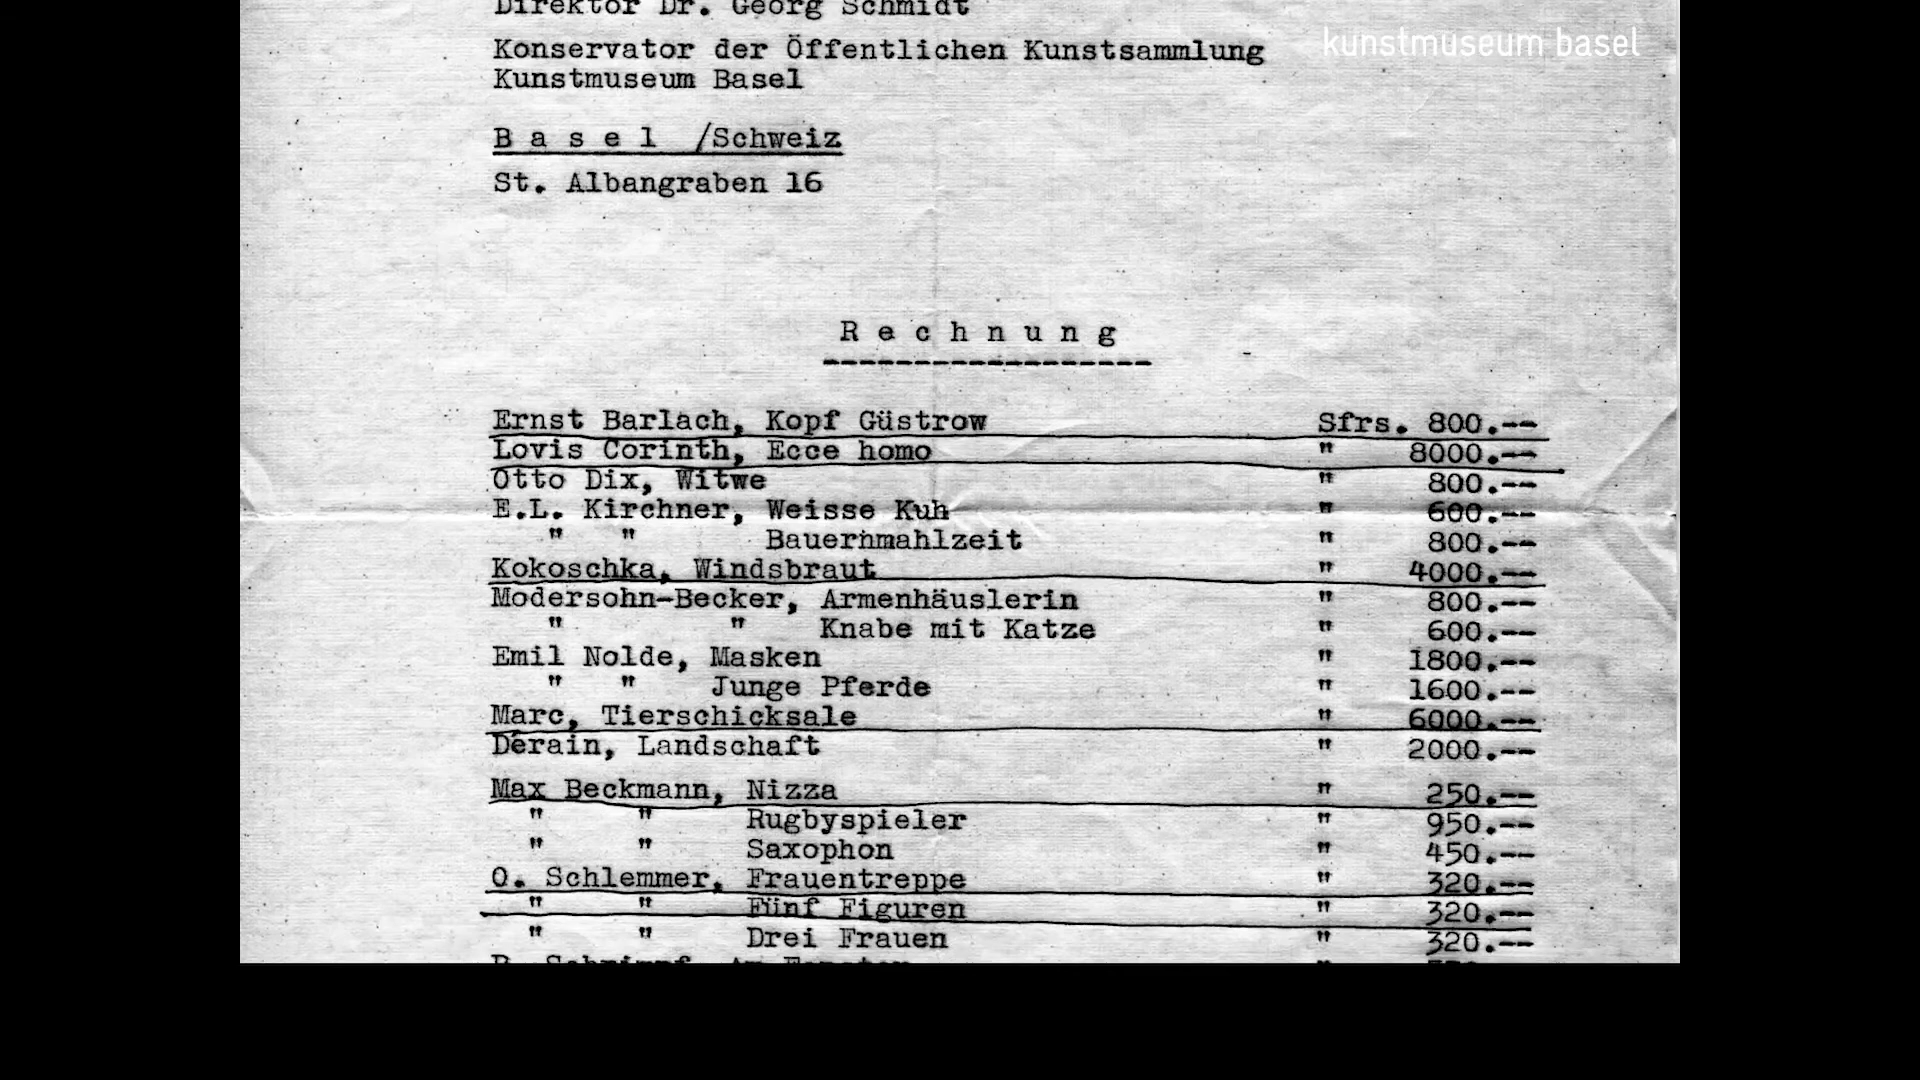 Direktor Dr. Georg Schmidt
kunstmuseum basel
Konservator der Öffentlichen Kunstsammlung
Kunstmuseum Basel
B a s e l /Schweiz
St. Albangraben 16
R e c h n u n g
------------------
Ernst Barlach, Kopf Güstrow Sfrs. 800.--
Lovis Corinth, Ecce homo " 8000.--
Otto Dix, Witwe " 800.--
E.L. Kirchner, Weisse Kuh " 600.--
" " Bauernmahlzeit " 800.--
Kokoschka, Windsbraut " 4000.--
Modersohn-Becker, Armenhäuslerin " 800.--
" " Knabe mit Katze " 600.--
Emil Nolde, Masken " 1800.--
" " Junge Pferde " 1600.--
Marc, Tierschicksale " 6000.--
Derain, Landschaft " 2000.--
Max Beckmann, Nizza " 250.--
" " Rugbyspieler " 950.--
" " Saxophon " 450.--
O. Schlemmer, Frauentreppe " 320.--
" " Fünf Figuren " 320.--
" " Drei Frauen " 320.--